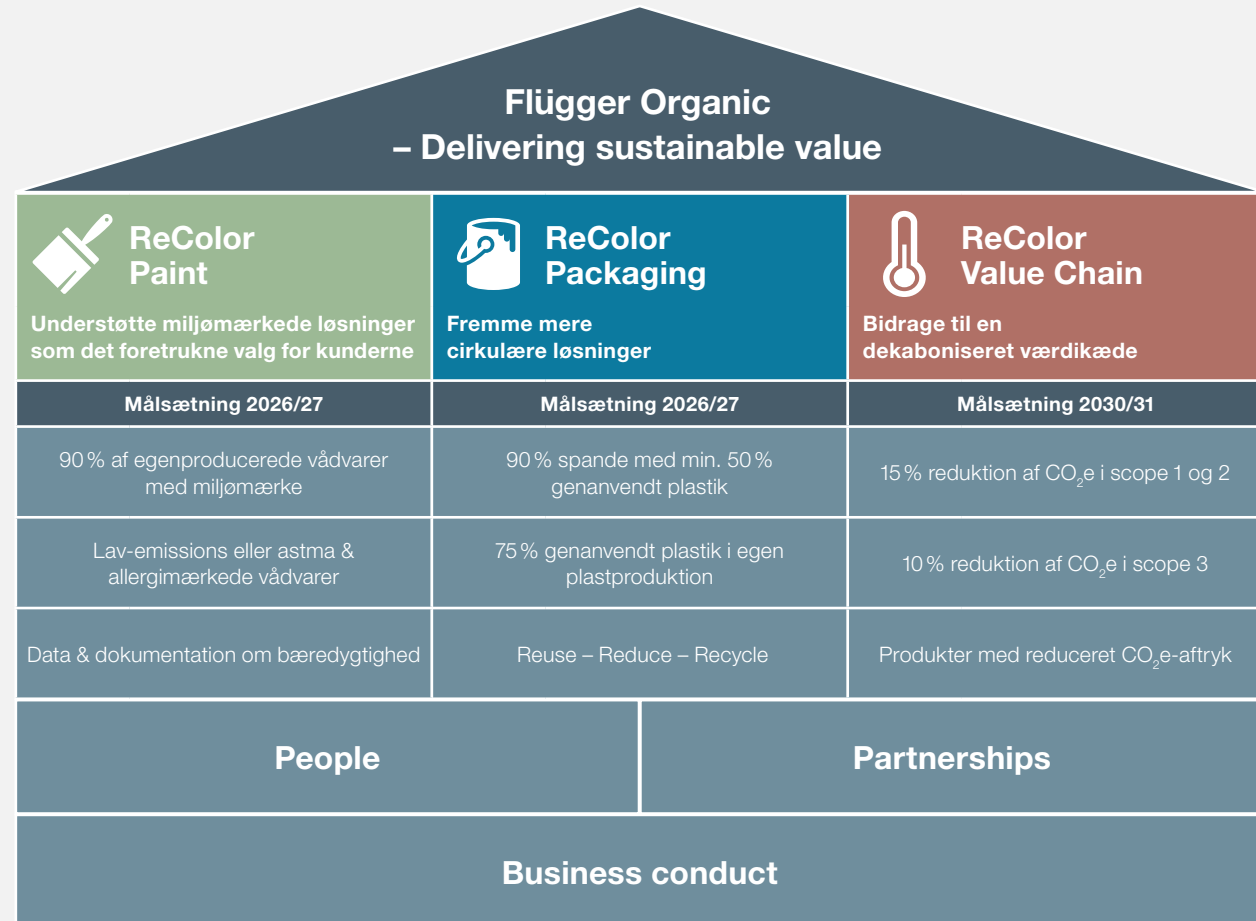 Flügger Organic
– Delivering sustainable value
ReColor
Paint
Understøtte miljømærkede løsninger
som det foretrukne valg for kunderne
Målsætning 2026/27
90 % af egenproducerede vådvarer
med miljømærke
Lav-emissions eller astma &
allergimærkede vådvarer
Data & dokumentation om bæredygtighed
ReColor
Packaging
Fremme mere
cirkulære løsninger
Målsætning 2026/27
90 % spande med min. 50 %
genanvendt plastik
75 % genanvendt plastik i egen
plastproduktion
Reuse – Reduce – Recycle
ReColor
Value Chain
Bidrage til en
dekaboniseret værdikæde
Målsætning 2030/31
15 % reduktion af CO₂e i scope 1 og 2
10 % reduktion af CO₂e i scope 3
Produkter med reduceret CO₂e-aftryk
People
Partnerships
Business conduct